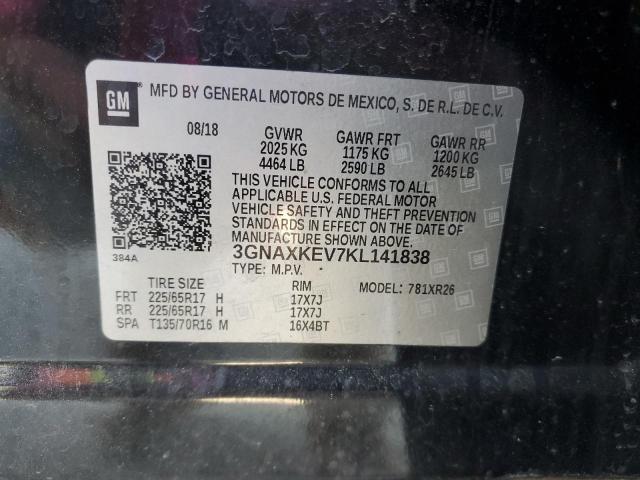 GM
MFD BY GENERAL MOTORS DE MEXICO, S. DE R.L. DE C.V.
08/18 GVWR GAWR FRT GAWR RR
2025 KG 1175 KG 1200 KG
4464 LB 2590 LB 2645 LB
THIS VEHICLE CONFORMS TO ALL
APPLICABLE U.S. FEDERAL MOTOR
VEHICLE SAFETY AND THEFT PREVENTION
STANDARDS IN EFFECT ON THE DATE OF
MANUFACTURE SHOWN ABOVE.
384A 3GNAXKEV7KL141838
TYPE: M.P.V.
TIRE SIZE RIM MODEL: 781XR26
FRT 225/65R17 H 17X7J
RR 225/65R17 H 17X7J
SPA T135/70R16 M 16X4BT